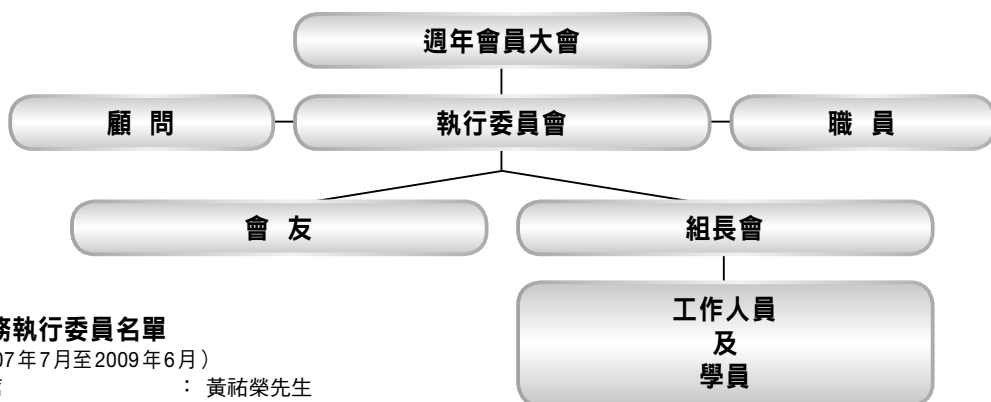 週年會員大會
顧 問 執行委員會 職 員
會 友 組長會
工作人員
及
學員
務執行委員名單
07年7月至2009年6月）
： 黃祐榮先生